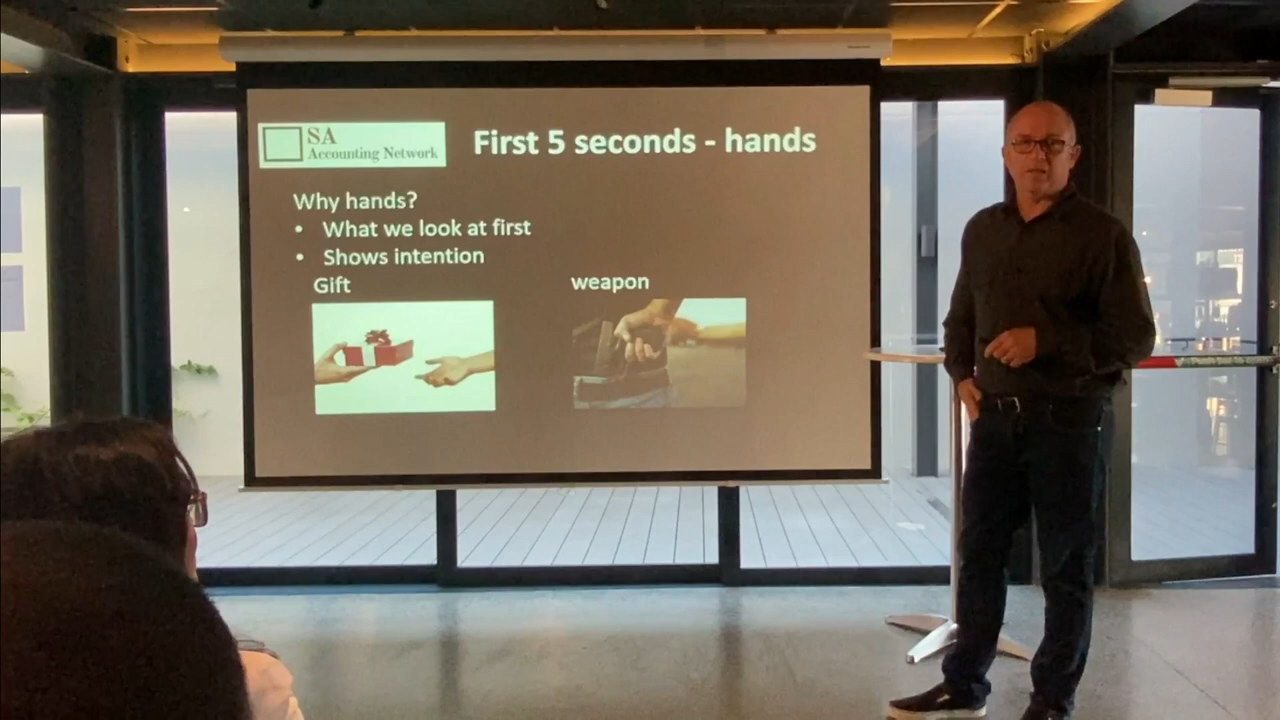 SA
Accounting Network
First 5 seconds - hands
Why hands?
• What we look at first
• Shows intention
Gift
weapon